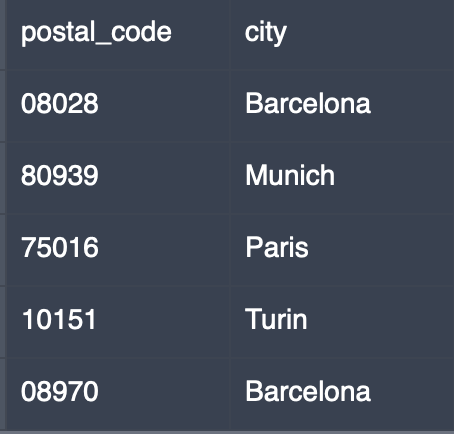 postal_code city
08028 Barcelona
80939 Munich
75016 Paris
10151 Turin
08970 Barcelona